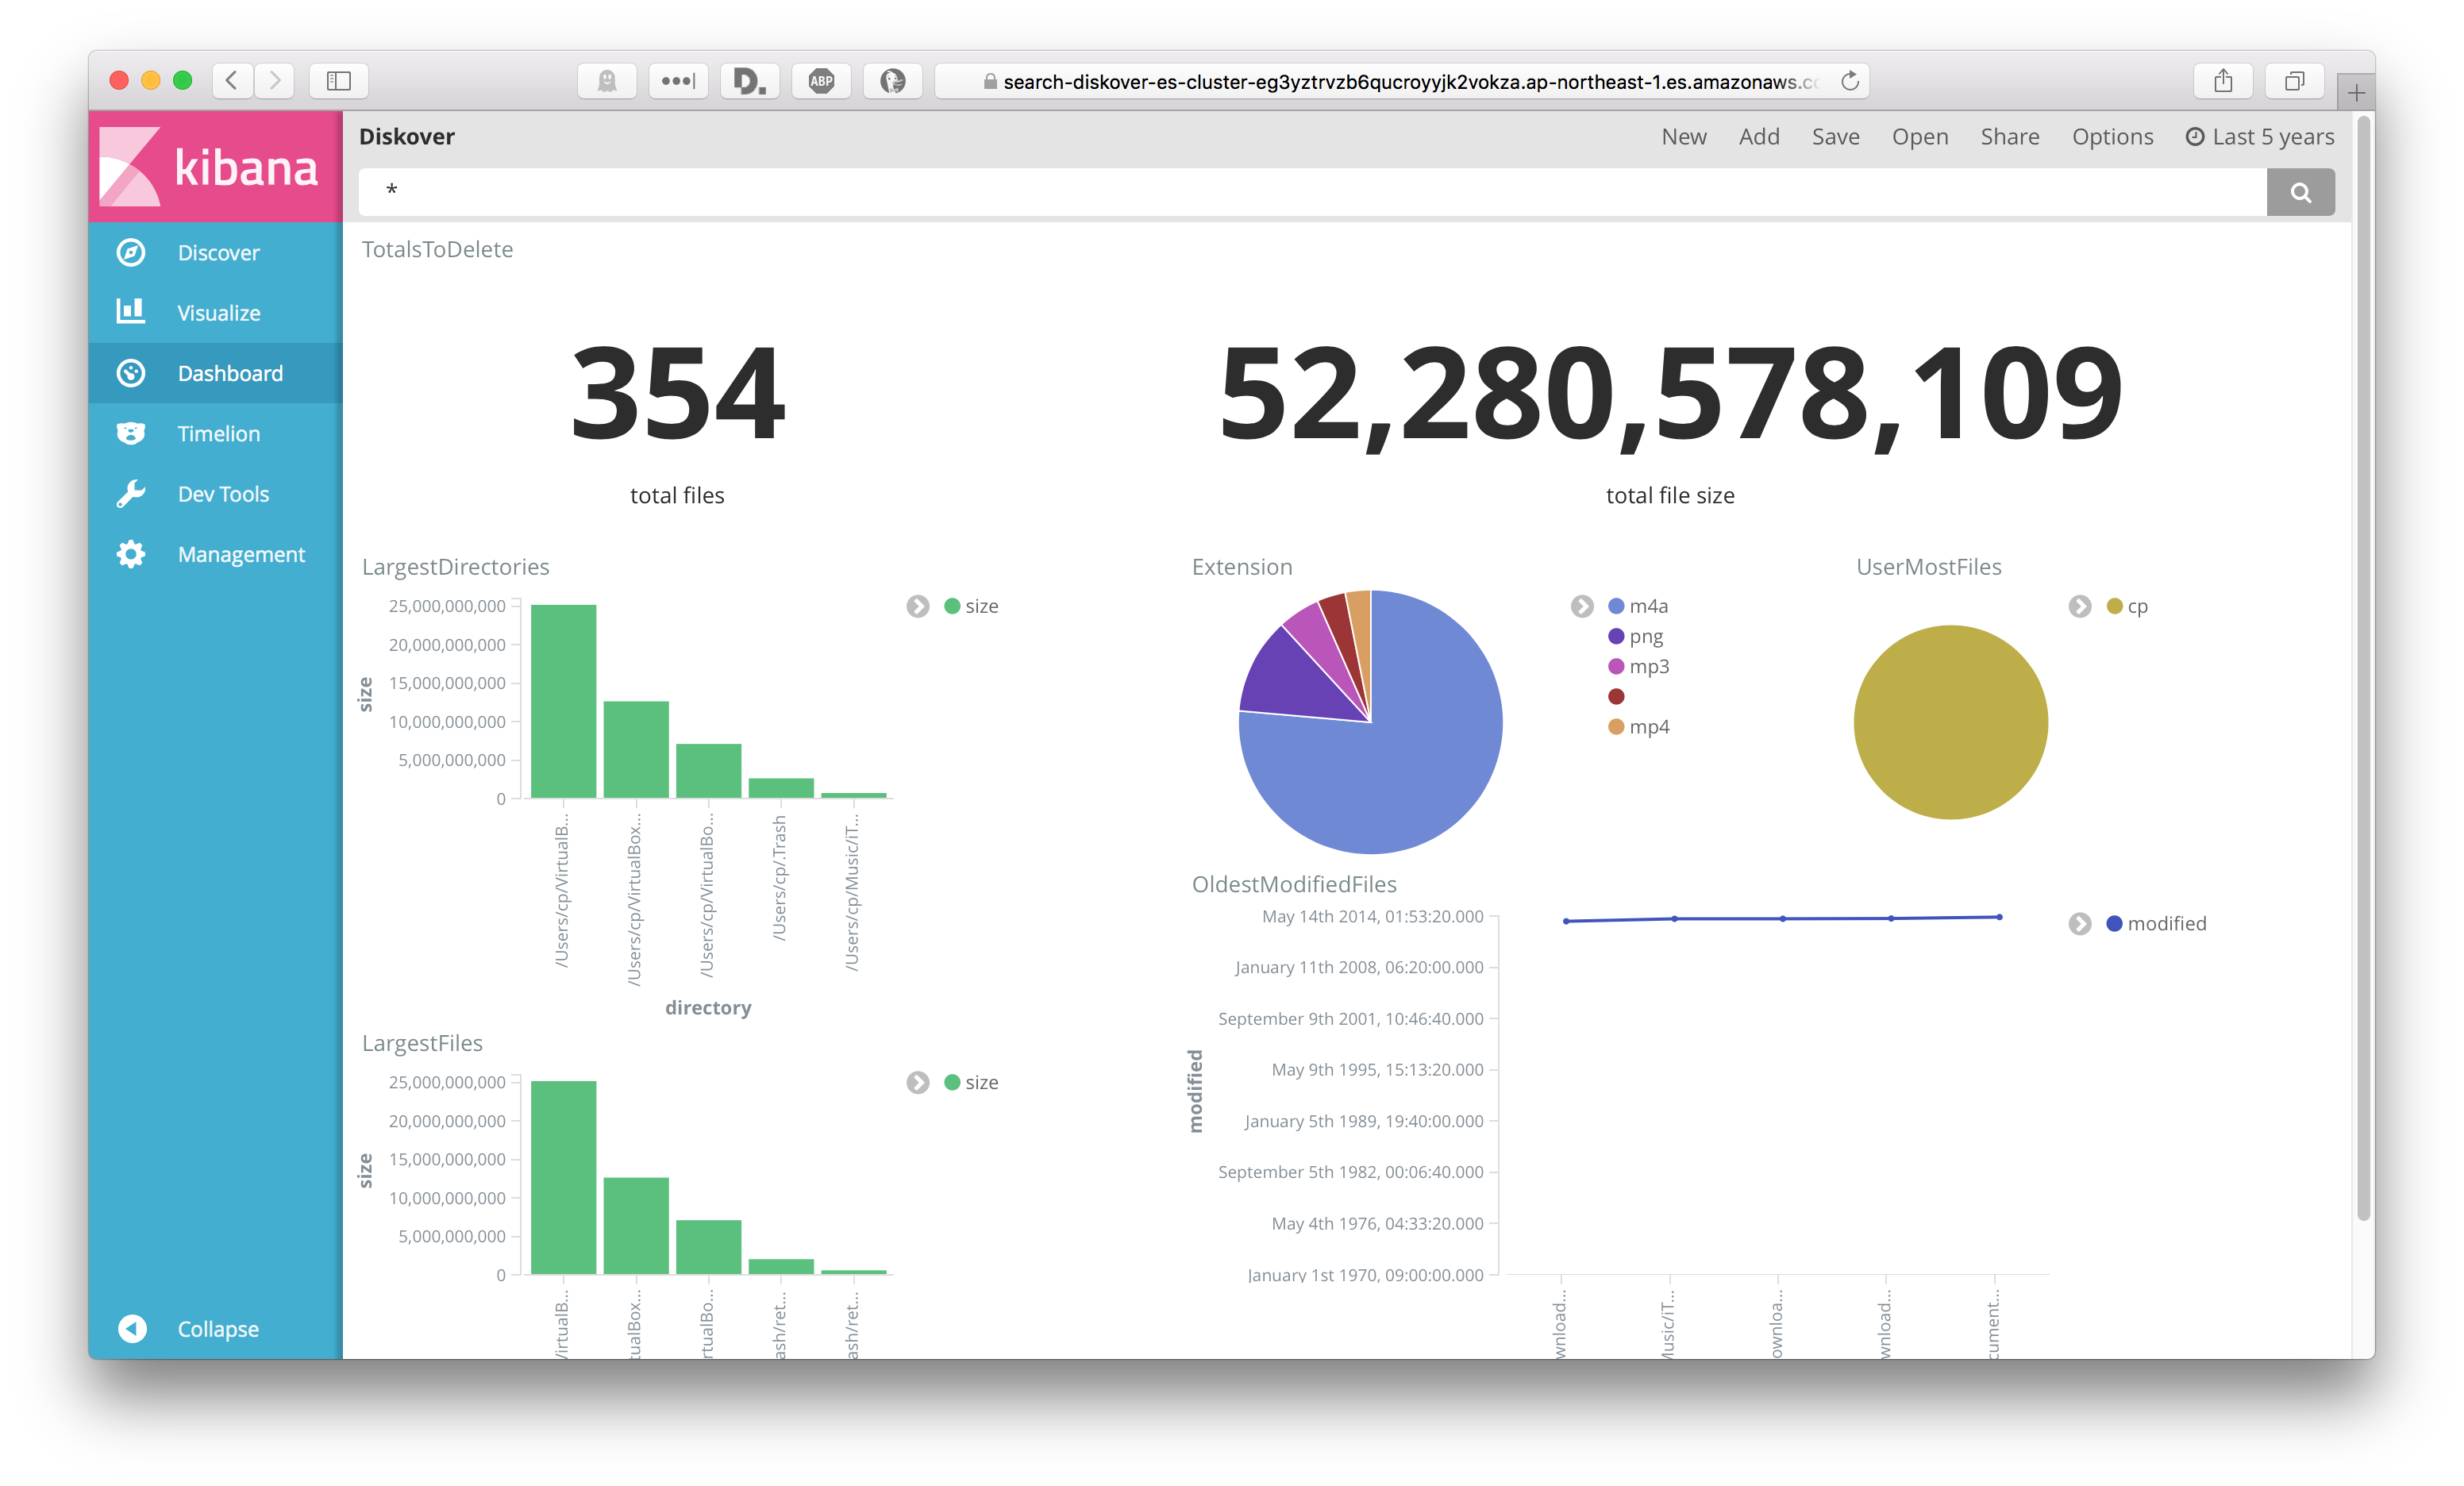 ABP
search-diskover-es-cluster-eg3yztrvzb6qucroyyjk2vokza.ap-northeast-1.es.amazonaws.c
kibana
Discover
Visualize
Dashboard
Timelion
Dev Tools
Management
Collapse
Diskover
New Add Save Open Share Options Last 5 years
*
TotalsToDelete
354
total files
52,280,578,109
total file size
LargestDirectories
size
25,000,000,000
20,000,000,000
15,000,000,000
10,000,000,000
5,000,000,000
0
size
/Users/cp/VirtualB...
/Users/cp/VirtualBox...
/Users/cp/VirtualBo...
/Users/cp/.Trash
/Users/cp/Music/iT...
directory
Extension
m4a
png
mp3
mp4
UserMostFiles
cp
LargestFiles
size
25,000,000,000
20,000,000,000
15,000,000,000
10,000,000,000
5,000,000,000
0
size
VirtualB...
tualBox...
rtualBo...
ash/ret...
ash/ret...
OldestModifiedFiles
modified
May 14th 2014, 01:53:20.000
January 11th 2008, 06:20:00.000
September 9th 2001, 10:46:40.000
May 9th 1995, 15:13:20.000
January 5th 1989, 19:40:00.000
September 5th 1982, 00:06:40.000
May 4th 1976, 04:33:20.000
January 1st 1970, 09:00:00.000
modified
wnload...
Music/iT...
ownloa...
wnload...
cument...